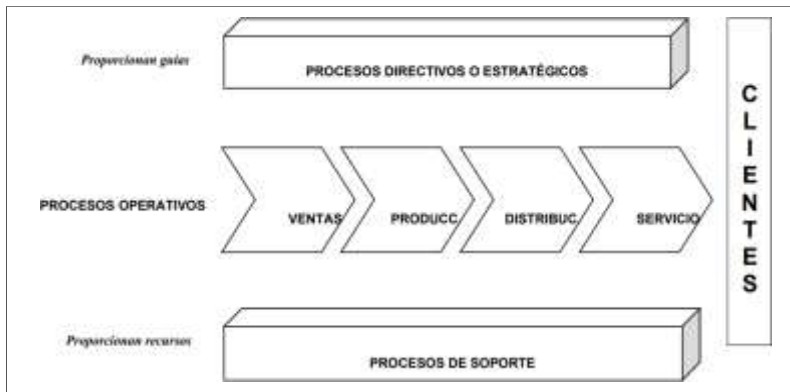 Proporcionan guías
PROCESOS DIRECTIVOS O ESTRATÉGICOS
PROCESOS OPERATIVOS
VENTAS
PRODUCC.
DISTRIBUC.
SERVICIO
Proporcionan recursos
PROCESOS DE SOPORTE
CLIENTES